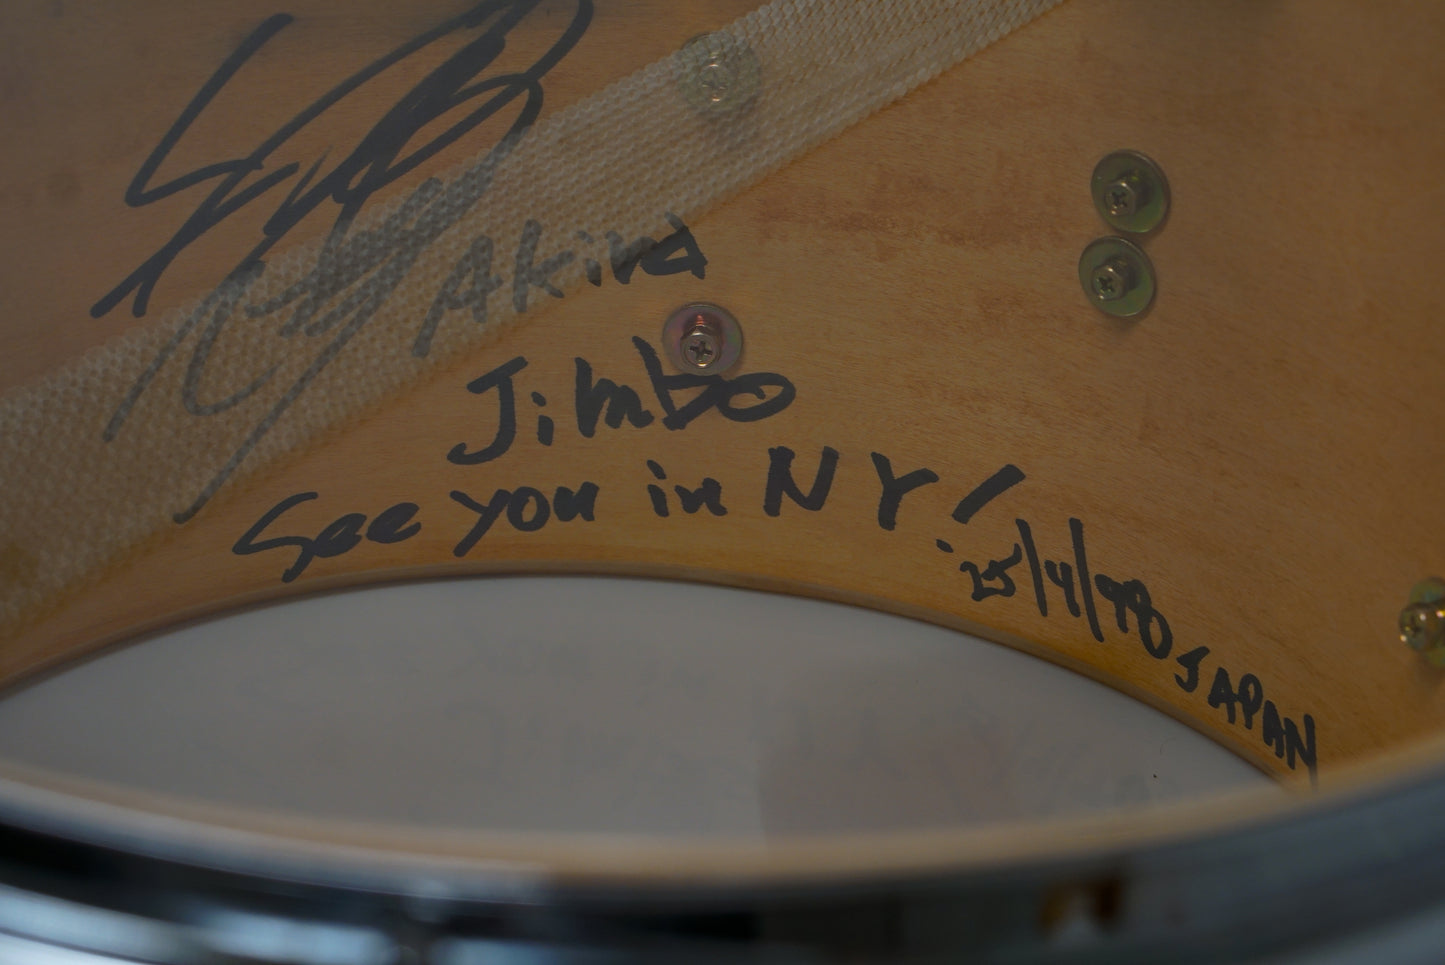 Akira
Jimbo
See you in NY!
25/4/98 JAPAN